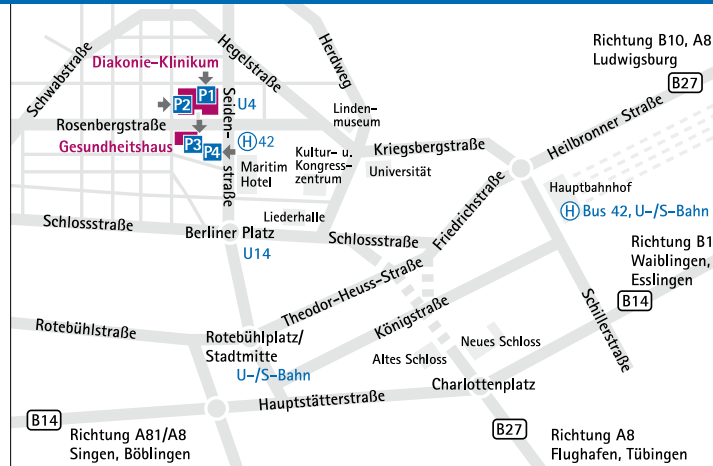 Schwabstraße
Hegelstraße
Herdweg
Richtung B10, A8
Ludwigsburg
B27
Diakonie-Klinikum
P1
P2
U4
Seiden-
straße
Linden-
museum
Heilbronner Straße
Rosenbergstraße
Gesundheitshaus
P3
P4
H 42
Maritim
Hotel
Kultur- u.
Kongress-
zentrum
Kriegsbergstraße
Universität
Hauptbahnhof
H Bus 42, U-/S-Bahn
Liederhalle
Friedrichstraße
Schlossstraße
Berliner Platz
U14
Schlossstraße
Richtung B1
Waiblingen,
Esslingen
B14
Theodor-Heuss-Straße
Königstraße
Schillerstraße
Rotebühlstraße
Rotebühlplatz/
Stadtmitte
U-/S-Bahn
Neues Schloss
Altes Schloss
Charlottenplatz
Hauptstätterstraße
B14
Richtung A81/A8
Singen, Böblingen
B27
Richtung A8
Flughafen, Tübingen